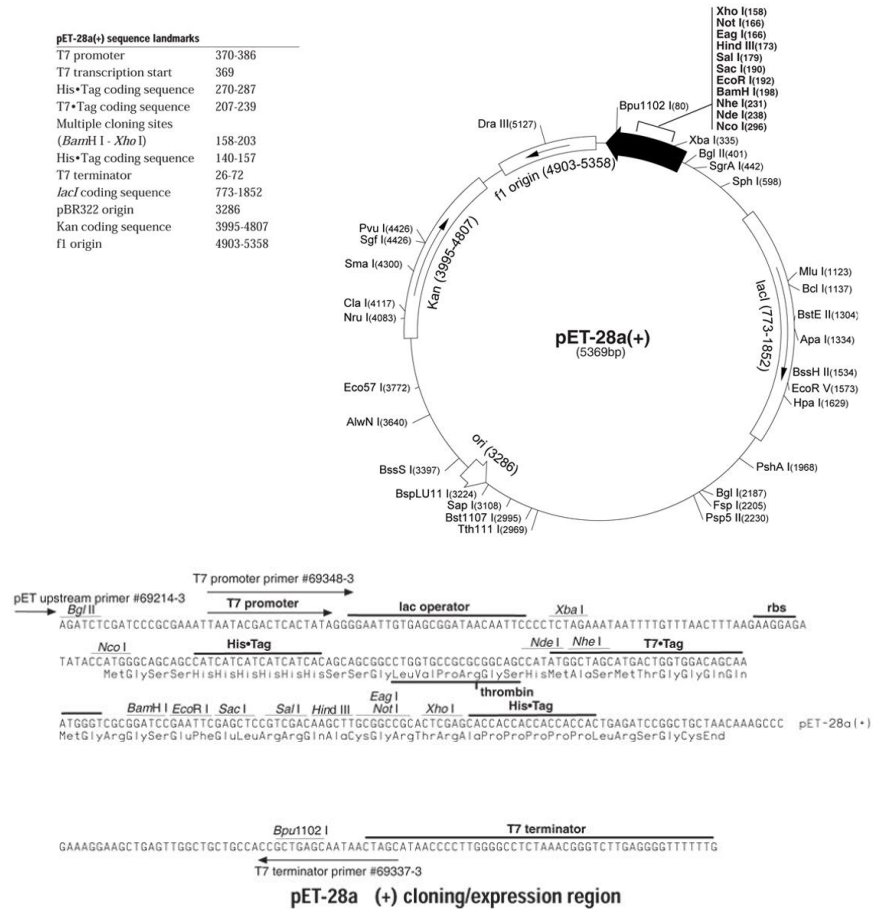 pET-28a(+) sequence landmarks
T7 promoter 370-386
T7 transcription start 369
His•Tag coding sequence 270-287
T7•Tag coding sequence 207-239
Multiple cloning sites
(BamH I - Xho I) 158-203
His•Tag coding sequence 140-157
T7 terminator 26-72
lacI coding sequence 773-1852
pBR322 origin 3286
Kan coding sequence 3995-4807
f1 origin 4903-5358
Xho I(158)
Not I(166)
Eag I(166)
Hind III(173)
Sal I(179)
Sac I(190)
EcoR I(192)
BamH I(198)
Nhe I(231)
Nde I(238)
Nco I(296)
Bpu1102 I(80)
Dra III(5127)
Xba I(335)
Bgl II(401)
SgrA I(442)
Sph I(598)
f1 origin (4903-5358)
Pvu I(4426)
Sgf I(4426)
Sma I(4300)
Kan (3995-4807)
Cla I(4117)
Nru I(4083)
Mlu I(1123)
Bcl I(1137)
lacI (773-1852)
BstE II(1304)
Apa I(1334)
pET-28a(+)
(5369bp)
BssH II(1534)
EcoR V(1573)
Hpa I(1629)
Eco57 I(3772)
AlwN I(3640)
ori (3286)
BssS I(3397)
PshA I(1968)
BspLU11 I(3224)
Sap I(3108)
Bst1107 I(2995)
Tth111 I(2969)
Bgl I(2187)
Fsp I(2205)
Psp5 II(2230)
T7 promoter primer #69348-3
pET upstream primer #69214-3
Bgl II T7 promoter lac operator Xba I rbs
AGATCTCGATCCCGCGAAATTAATACGACTCACTATAGGGGAATTGTGAGCGGATAACAATTCCCCTCTAGAAATAATTTTGTTTAACTTTAAGAAGGAGA
Nco I His•Tag Nde I Nhe I T7•Tag
TATACCATGGGCAGCAGCCATCATCATCATCATCACAGCAGCGGCCTGGTGCCGCGCGGCAGCCATATGGCTAGCATGACTGGTGGACAGCAA
MetGlySerSerHisHisHisHisHisHisSerSerGlyLeuValProArgGlySerHisMetAlaSerMetThrGlyGlyGlnGln
thrombin
BamH I EcoR I Sac I Sal I Hind III Eag I Not I Xho I His•Tag
ATGGGTCGCGGATCCGAATTCGAGCTCCGTCGACAAGCTTGCGGCCGCACTCGAGCACCACCACCACCACCACTGAGATCCGGCTGCTAACAAAGCCC pET-28a(+)
MetGlyArgGlySerGluPheGluLeuArgArgGlnAlaCysGlyArgThrArgAlaProProProProProLeuArgSerGlyCysEnd
Bpu1102 I T7 terminator
GAAAGGAAGCTGAGTTGGCTGCTGCCACCGCTGAGCAATAACTAGCATAACCCCTTGGGGCCTCTAAACGGGTCTTGAGGGGTTTTTTG
T7 terminator primer #69337-3
pET-28a (+) cloning/expression region